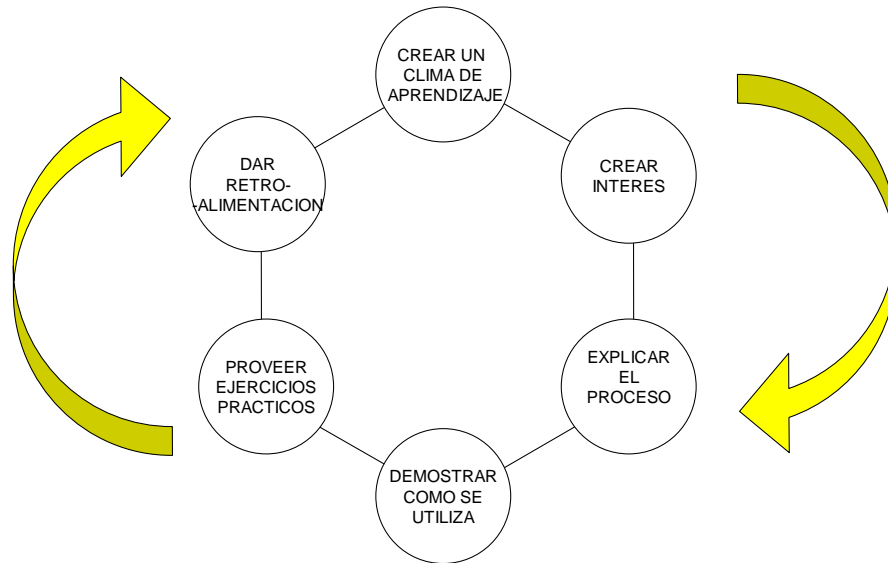 CREAR UN
CLIMA DE
APRENDIZAJE
CREAR
INTERES
EXPLICAR
EL
PROCESO
DEMOSTRAR
COMO SE
UTILIZA
PROVEER
EJERCICIOS
PRACTICOS
DAR
RETRO-
-ALIMENTACION